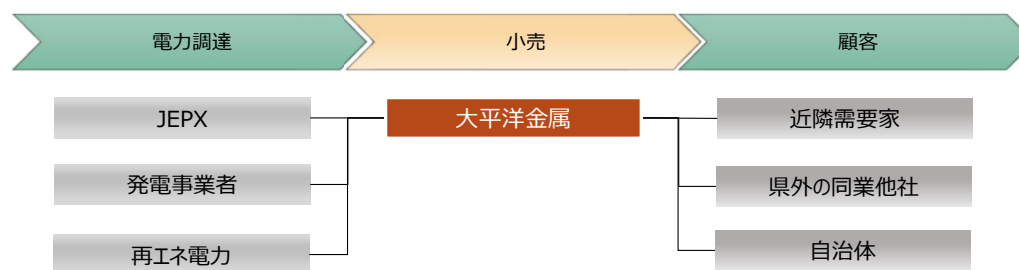 電力調達
小売
顧客
JEPX
大平洋金属
近隣需要家
発電事業者
県外の同業他社
再エネ電力
自治体